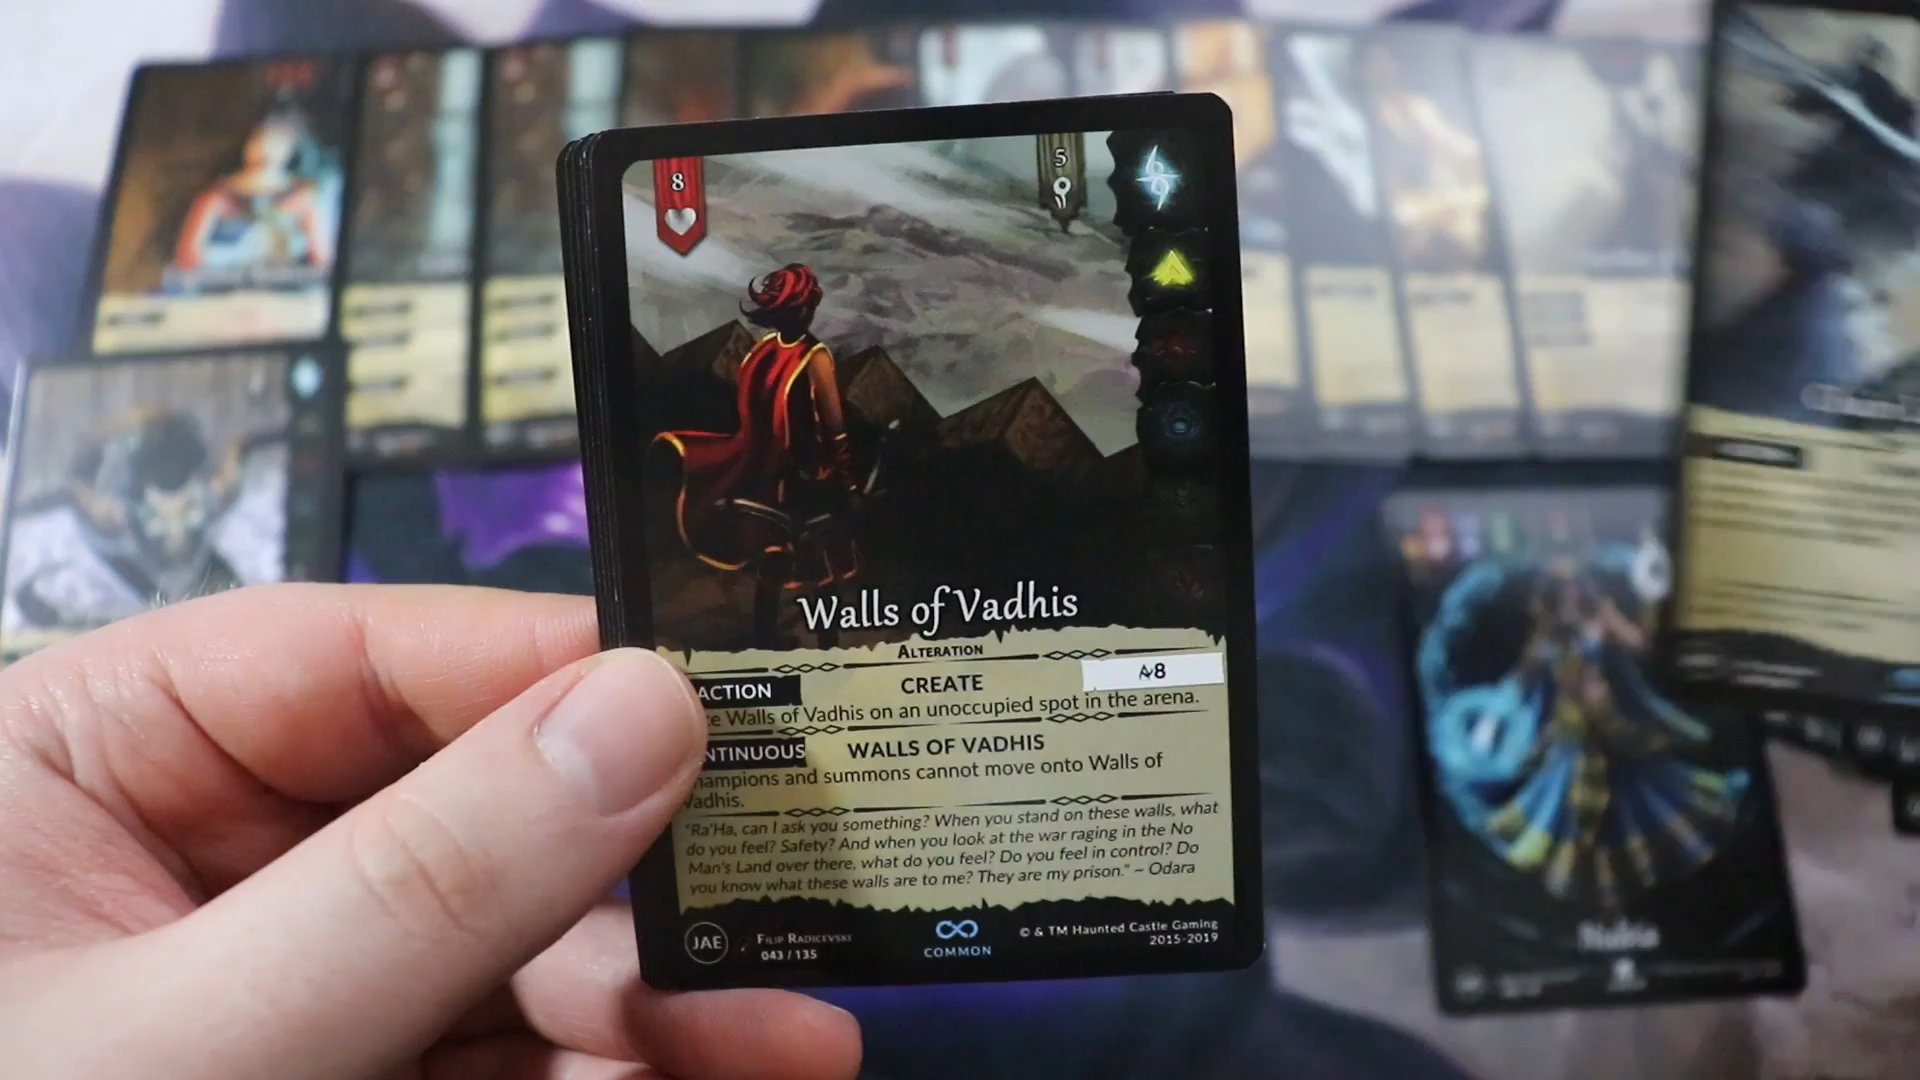 8
5
Walls of Vadhis
ALTERATION
ACTION CREATE 8
Walls of Vadhis on an unoccupied spot in the arena.
NTINUOUS WALLS OF VADHIS
hampions and summons cannot move onto Walls of
Vadhis.
"Ra'Ha, can I ask you something? When you stand on these walls, what
do you feel? Safety? And when you look at the war raging in the No
Man's Land over there, what do you feel? Do you feel in control? Do
you know what these walls are to me? They are my prison." ~ Odara
JAE
FILIP RADICEVSKI
043 / 135
COMMON
© & TM Haunted Castle Gaming
2015-2019
Nubia